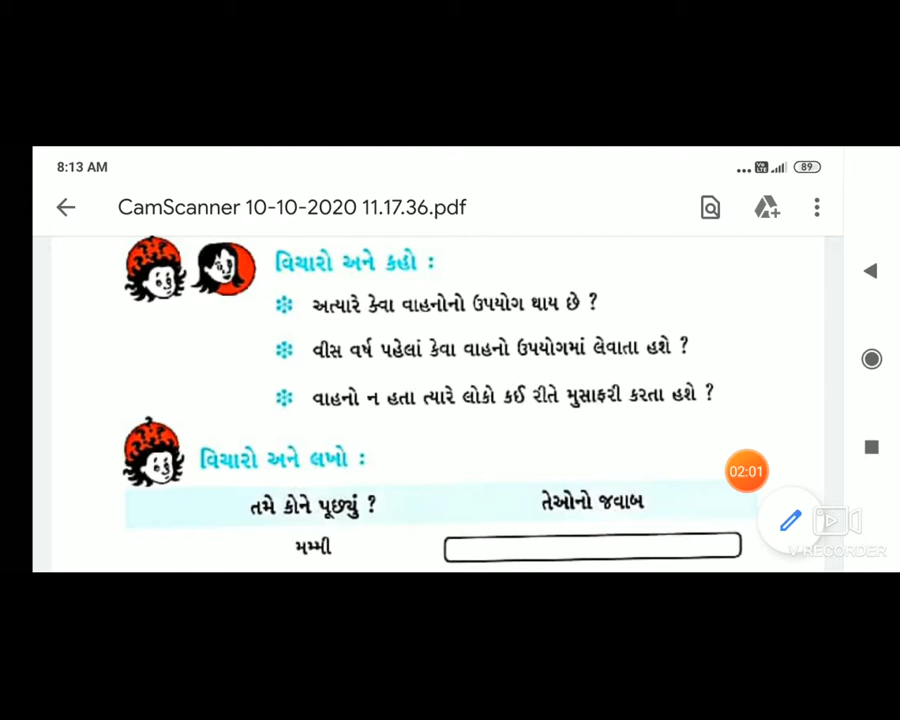 8:13 AM
89
CamScanner 10-10-2020 11.17.36.pdf
વિચારો અને કહો :
અત્યારે કેવા વાહનોનો ઉપયોગ થાય છે ?
વીસ વર્ષ પહેલાં કેવા વાહનો ઉપયોગમાં લેવાતા હશે ?
વાહનો ન હતા ત્યારે લોકો કઈ રીતે મુસાફરી કરતા હશે ?
વિચારો અને લખો :
02:01
તમે કોને પૂછ્યું ? તેઓનો જવાબ
મમ્મી
V-RECORDER